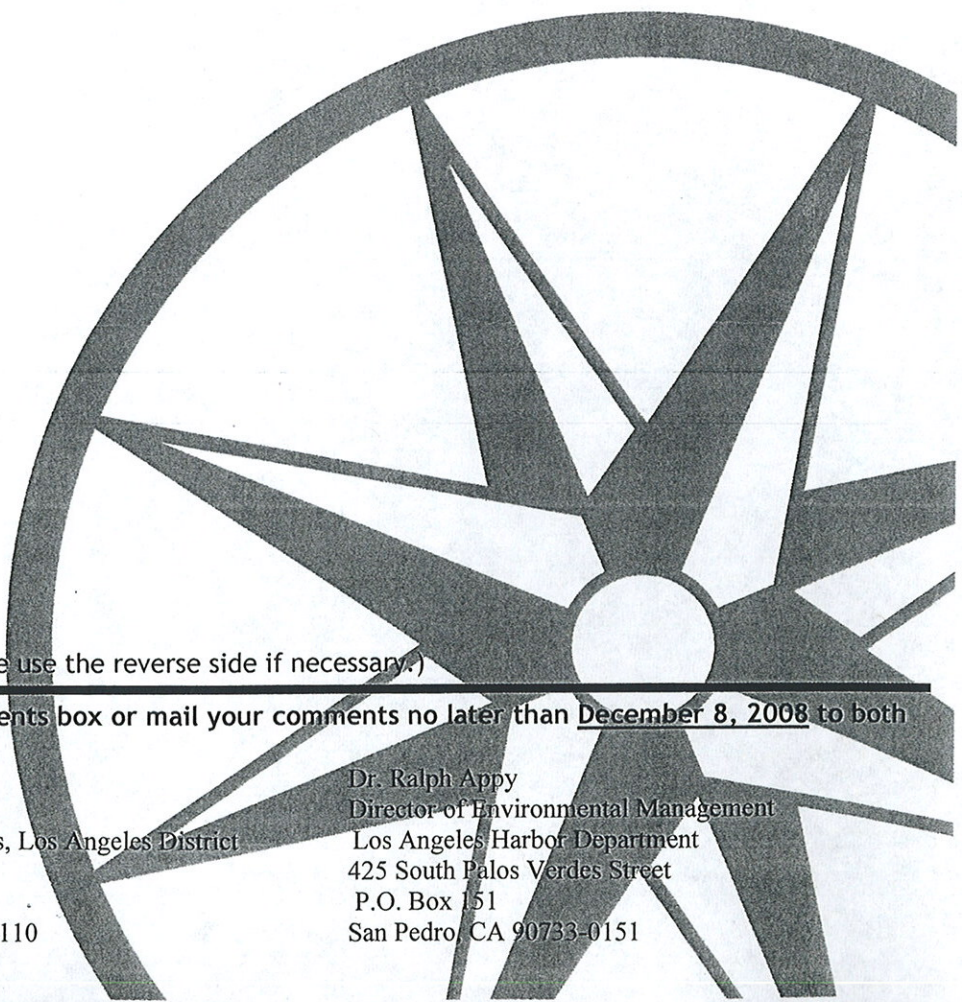 e use the reverse side if necessary.)
ents box or mail your comments no later than December 8, 2008 to both
s, Los Angeles District
110
Dr. Ralph Appy
Director of Environmental Management
Los Angeles Harbor Department
425 South Palos Verdes Street
P.O. Box 151
San Pedro, CA 90733-0151